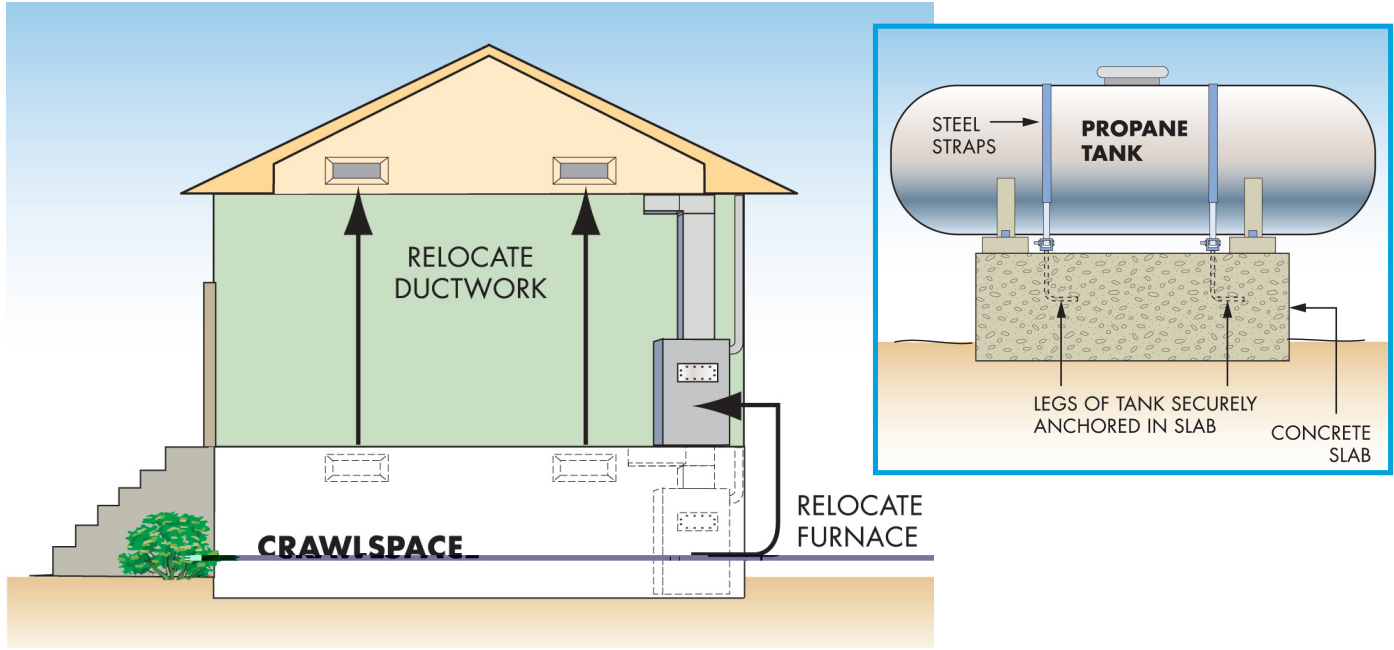 RELOCATE
DUCTWORK
CRAWLSPACE
RELOCATE
FURNACE
STEEL
STRAPS
PROPANE
TANK
LEGS OF TANK SECURELY
ANCHORED IN SLAB
CONCRETE
SLAB